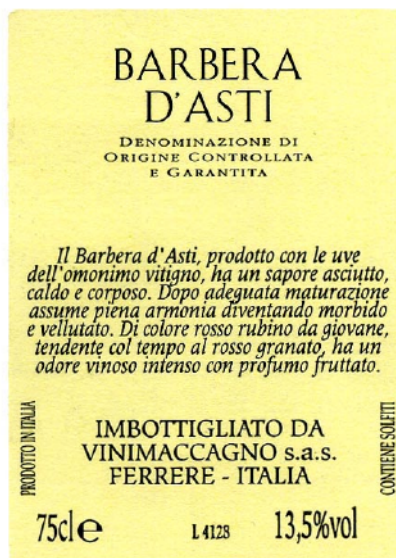 BARBERA
D'ASTI
DENOMINAZIONE DI
ORIGINE CONTROLLATA
E GARANTITA
Il Barbera d'Asti, prodotto con le uve
dell'omonimo vitigno, ha un sapore asciutto,
caldo e corposo. Dopo adeguata maturazione
assume piena armonia diventando morbido
e vellutato. Di colore rosso rubino da giovane,
tendente col tempo al rosso granato, ha un
odore vinoso intenso con profumo fruttato.
PRODOTTO IN ITALIA
IMBOTTIGLIATO DA
VINIMACCAGNO s.a.s.
FERRERE - ITALIA
CONTIENE SOLFITI
75cl e L 4128 13,5%vol